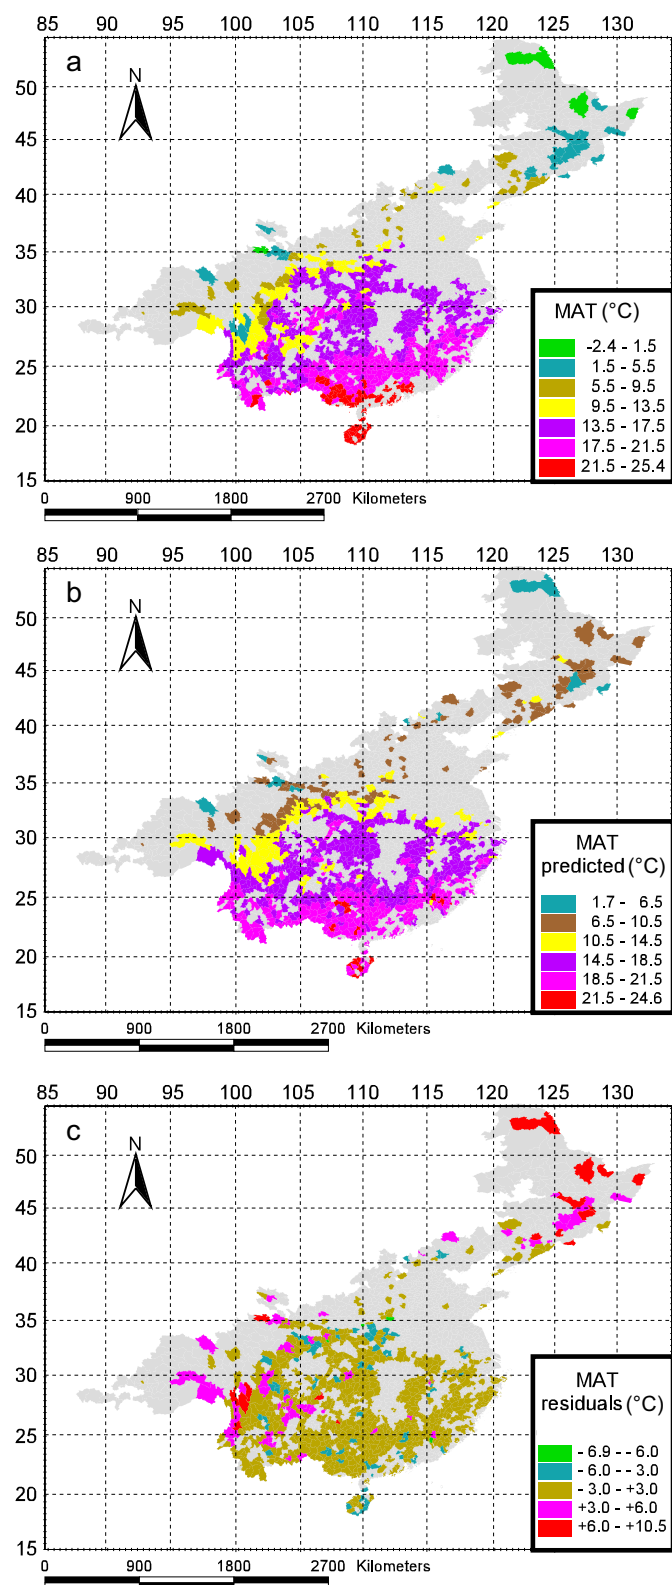 85 90 95 100 105 110 115 120 125 130
a
N
50
45
40
35
30
25
20
15
MAT (°C)
-2.4 - 1.5
1.5 - 5.5
5.5 - 9.5
9.5 - 13.5
13.5 - 17.5
17.5 - 21.5
21.5 - 25.4
0 900 1800 2700 Kilometers
85 90 95 100 105 110 115 120 125 130
b
N
50
45
40
35
30
25
20
15
MAT
predicted (°C)
1.7 - 6.5
6.5 - 10.5
10.5 - 14.5
14.5 - 18.5
18.5 - 21.5
21.5 - 24.6
0 900 1800 2700 Kilometers
85 90 95 100 105 110 115 120 125 130
c
N
50
45
40
35
30
25
20
15
MAT
residuals (°C)
- 6.9 - - 6.0
- 6.0 - - 3.0
- 3.0 - +3.0
+3.0 - +6.0
+6.0 - +10.5
0 900 1800 2700 Kilometers